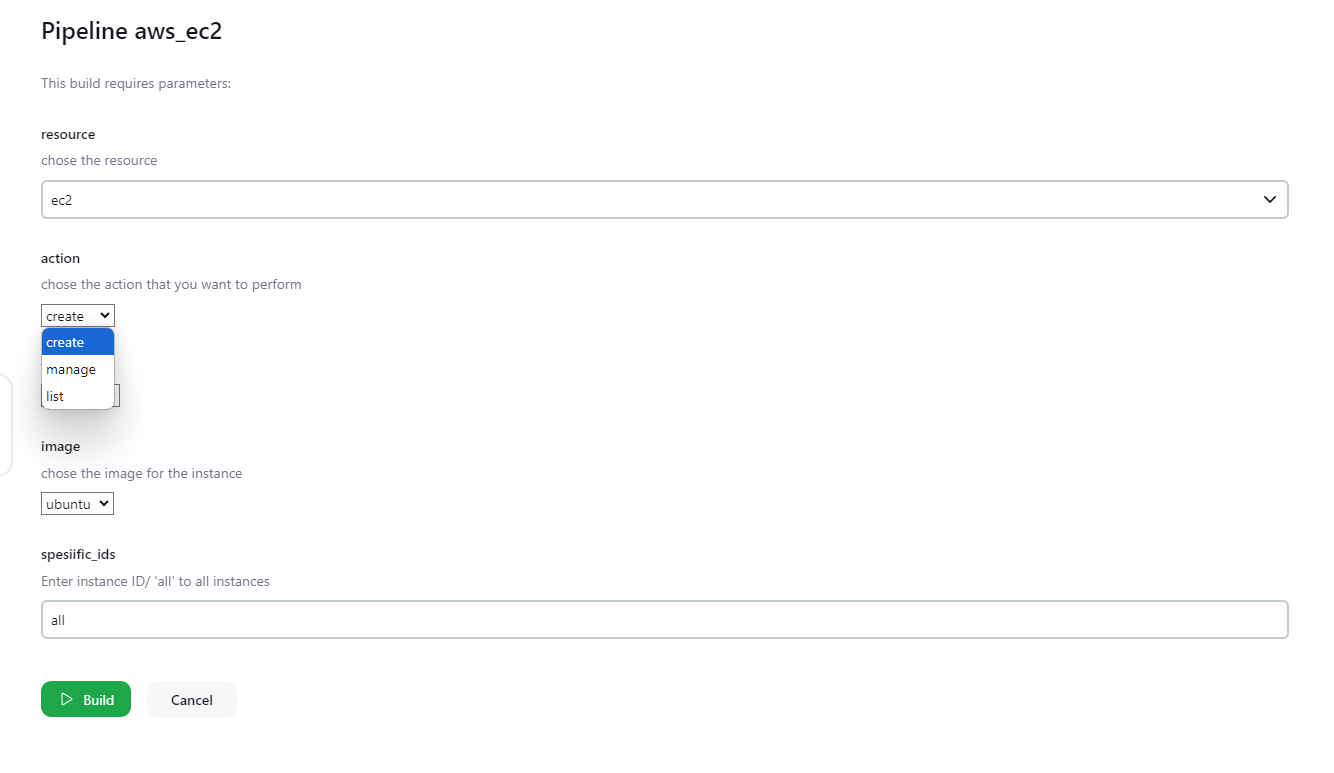 Pipeline aws_ec2
This build requires parameters:
resource
chose the resource
ec2
action
chose the action that you want to perform
create
create
manage
list
image
chose the image for the instance
ubuntu
spesiific_ids
Enter instance ID/ 'all' to all instances
all
Build
Cancel